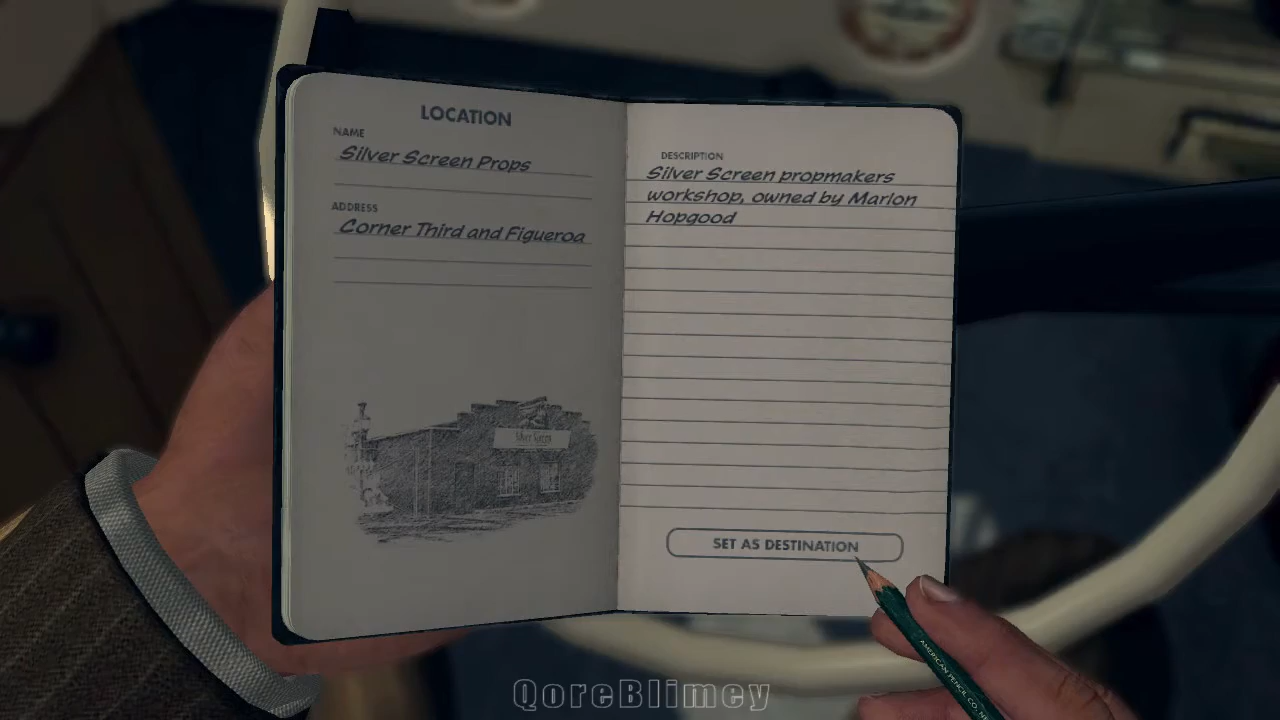 LOCATION
NAME
Silver Screen Props
ADDRESS
Corner Third and Figueroa
DESCRIPTION
Silver Screen propmakers
workshop, owned by Marlon
Hopgood
SET AS DESTINATION
QoreBlimey